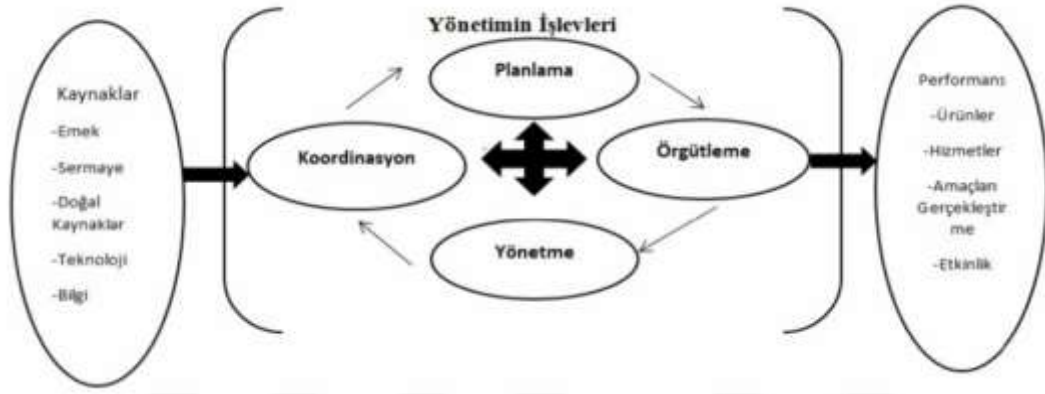 Yönetimin İşlevleri
Kaynaklar
-Emek
-Sermaye
-Doğal
Kaynaklar
-Teknoloji
-Bilgi
Planlama
Koordinasyon
Örgütleme
Yönetme
Performans
-Ürünler
-Hizmetler
-Amaçları
Gerçekleştir
me
-Etkinlik